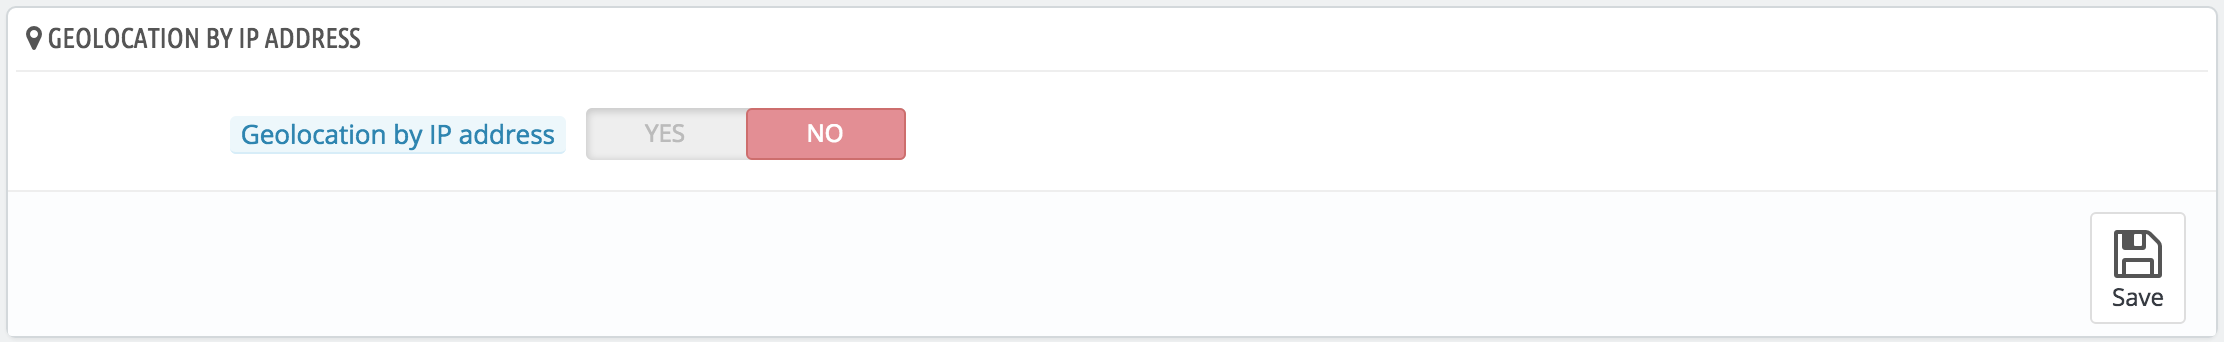 GEOLOCATION BY IP ADDRESS
Geolocation by IP address YES NO
Save